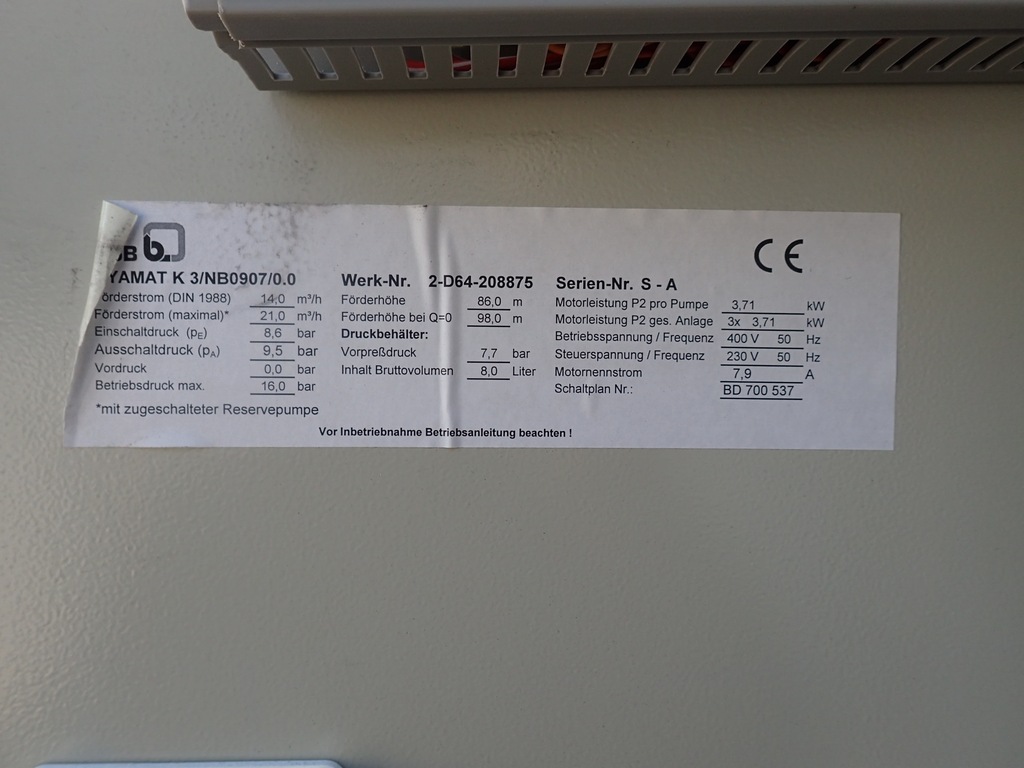 YAMAT K 3/NB0907/0.0 Werk-Nr. 2-D64-208875 Serien-Nr. S - A
Förderstrom (DIN 1988) 14,0 m³/h Förderhöhe 86,0 m Motorleistung P2 pro Pumpe 3,71 kW
Förderstrom (maximal)* 21,0 m³/h Förderhöhe bei Q=0 98,0 m Motorleistung P2 ges. Anlage 3x 3,71 kW
Einschaltdruck (pE) 8,6 bar Druckbehälter: Betriebsspannung / Frequenz 400 V 50 Hz
Ausschaltdruck (pA) 9,5 bar Vorpreßdruck 7,7 bar Steuerspannung / Frequenz 230 V 50 Hz
Vordruck 0,0 bar Inhalt Bruttovolumen 8,0 Liter Motornennstrom 7,9 A
Betriebsdruck max. 16,0 bar Schaltplan Nr.: BD 700 537
*mit zugeschalteter Reservepumpe
Vor Inbetriebnahme Betriebsanleitung beachten !
CE